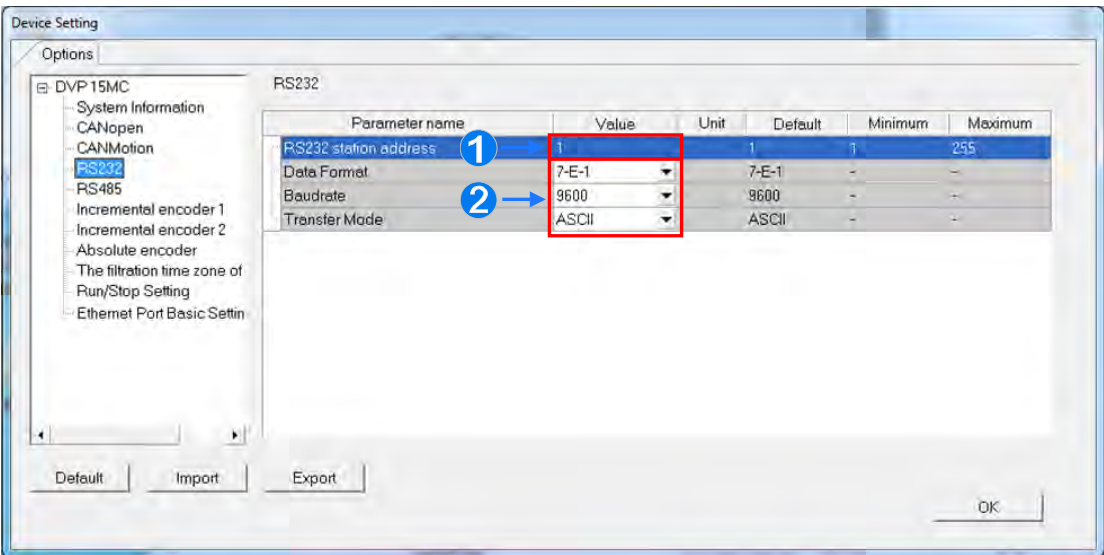 Device Setting
Options
DVP15MC
System Information
CANopen
CANMotion
RS232
RS485
Incremental encoder 1
Incremental encoder 2
Absolute encoder
The filtration time zone of
Run/Stop Setting
Ethernet Port Basic Settin
RS232
Parameter name Value Unit Default Minimum Maximum
RS232 station address 1 1 1 1 255
Data Format 7-E-1 7-E-1 - -
Baudrate 2 9600 9600 - -
Transfer Mode ASCII ASCII - -
Default Import Export
OK